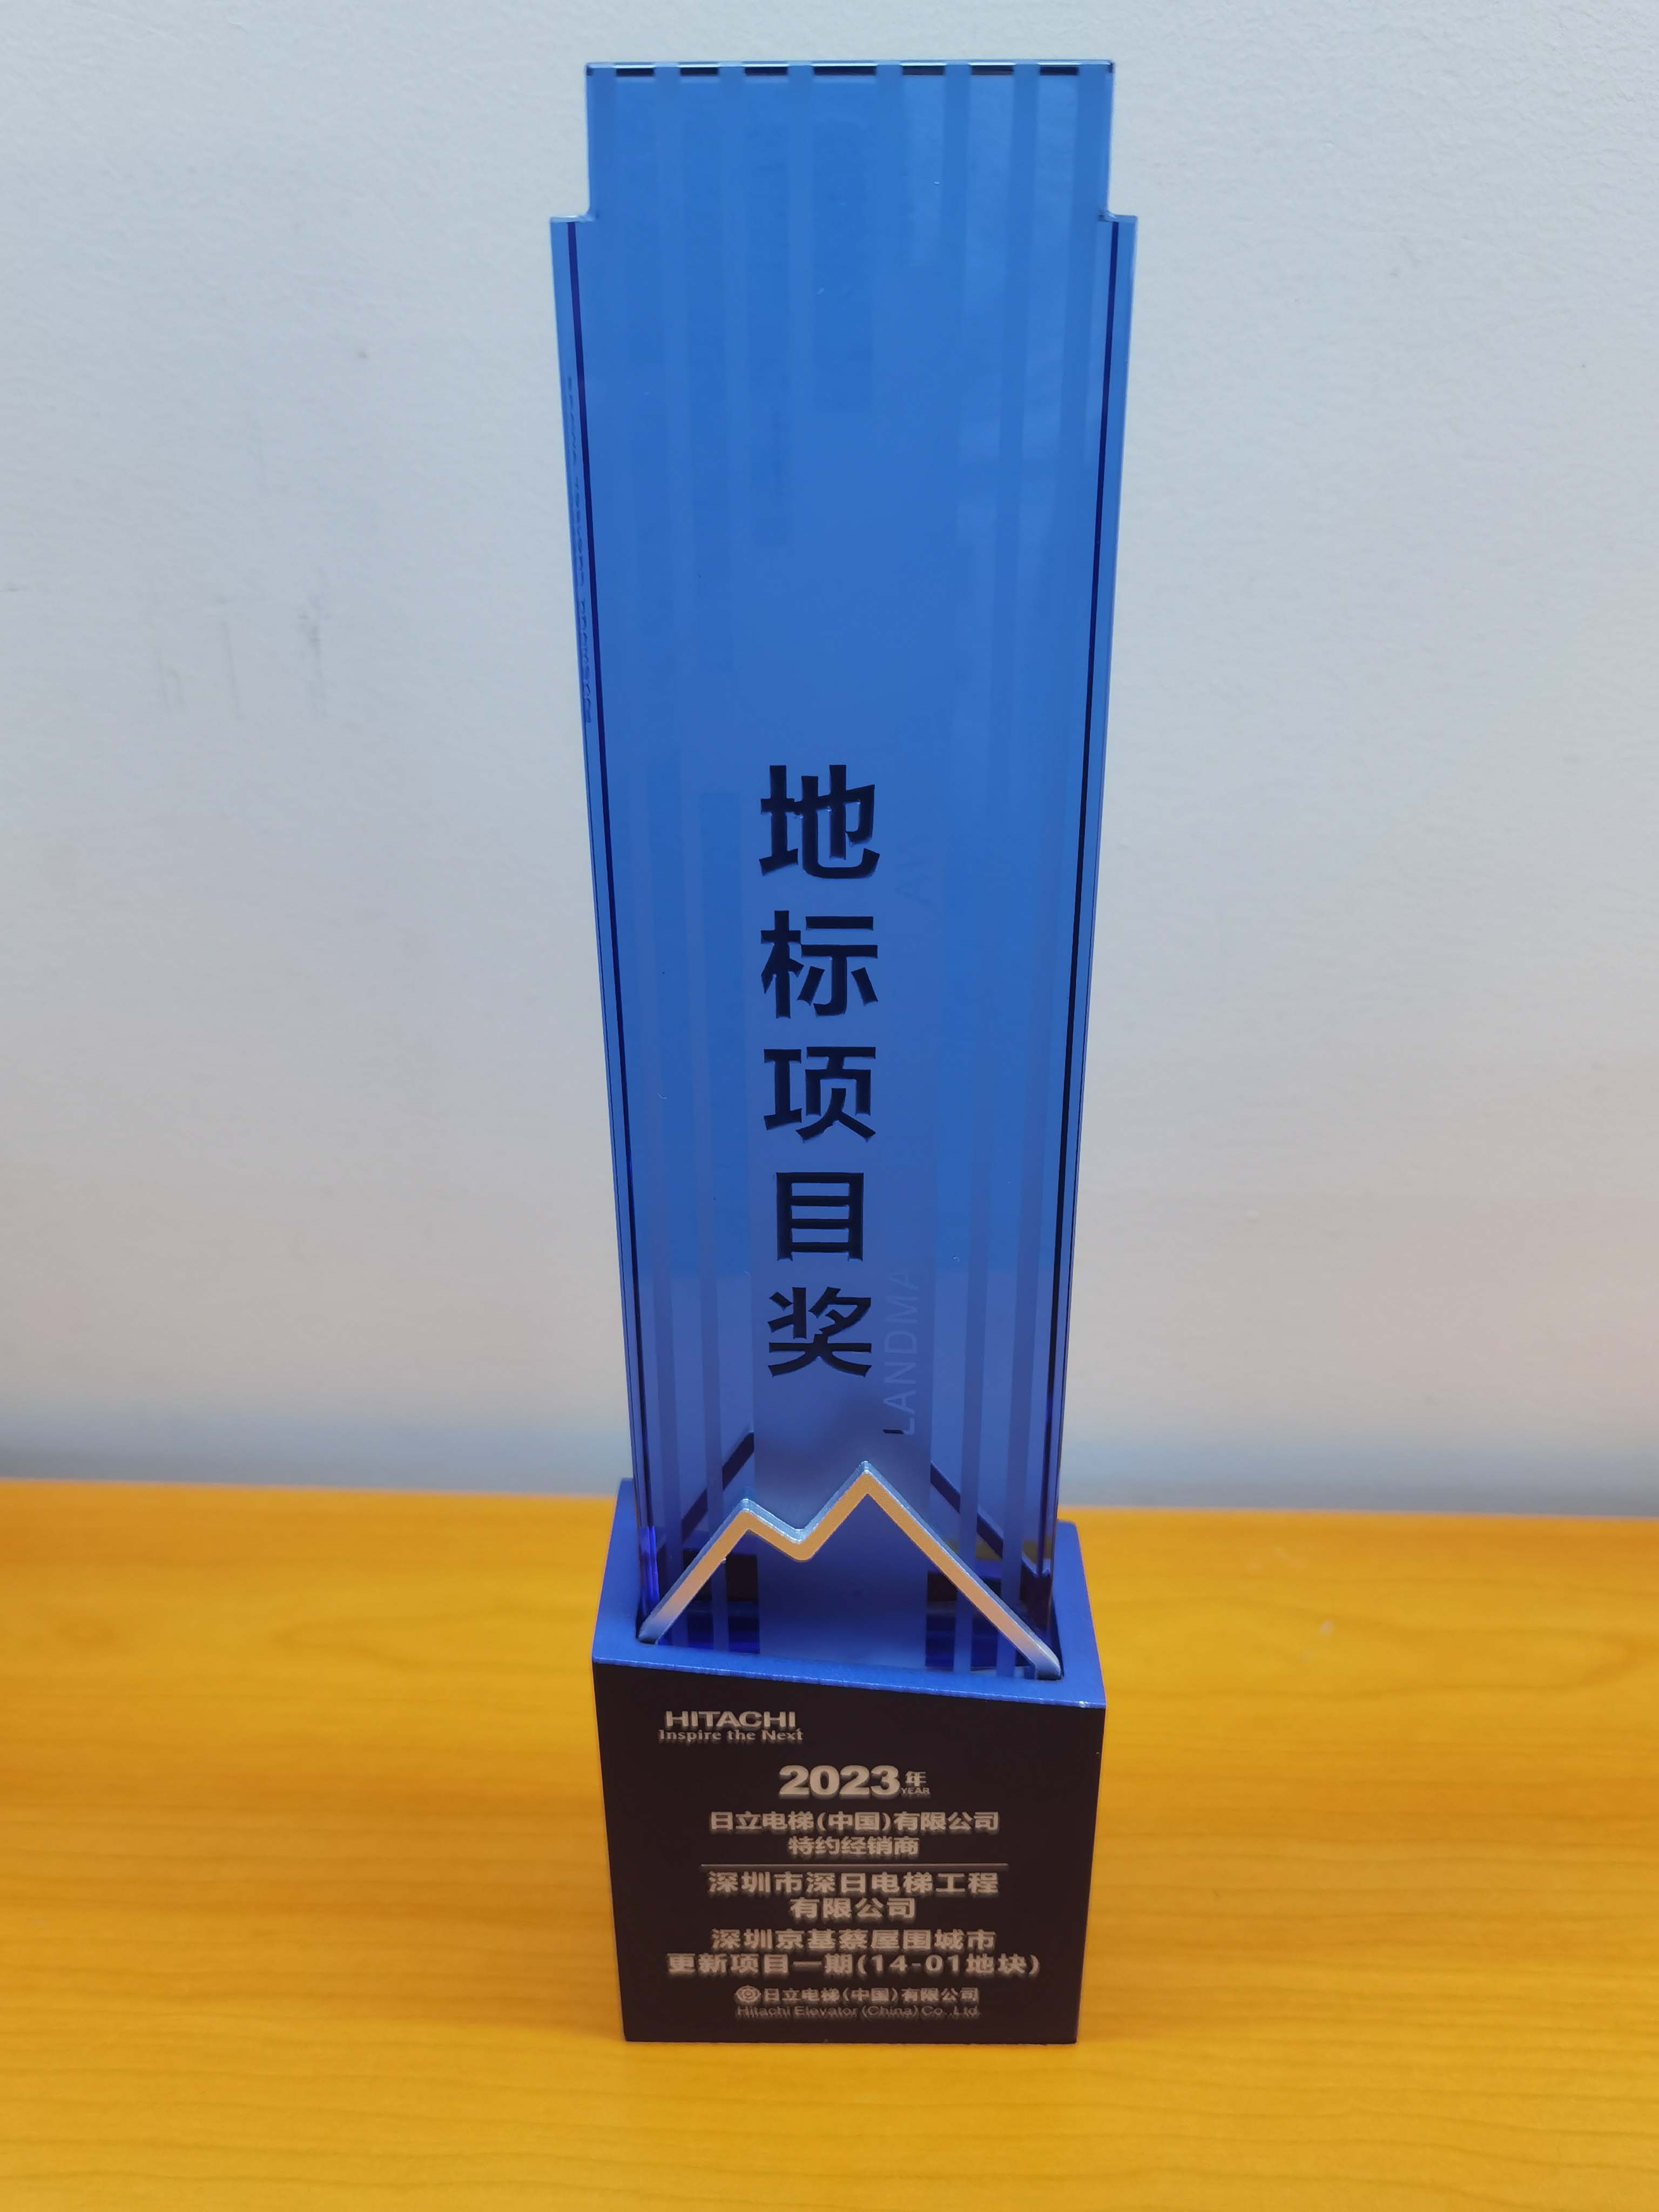 地标项目奖
LANDMA
HITACHI
Inspire the Next
2023年
YEAR
日立电梯(中国)有限公司
特约经销商
深圳市深日电梯工程
有限公司
深圳京基蔡屋围城市
更新项目一期(14-01地块)
日立电梯(中国)有限公司
Hitachi Elevator (China) Co.,Ltd.